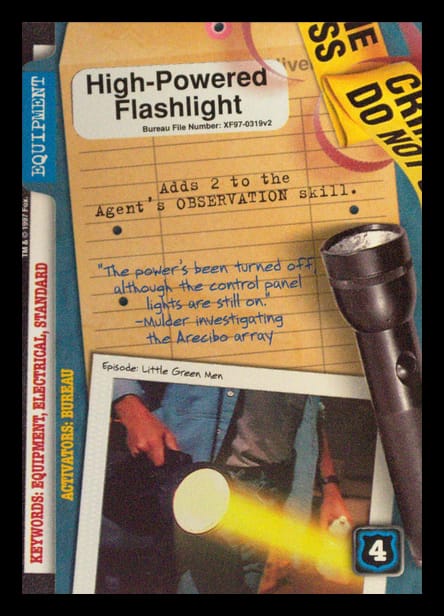 High-Powered
Flashlight
Bureau File Number: XF97-0319v2
EQUIPMENT
TM & © 1997 Fox.
KEYWORDS: EQUIPMENT, ELECTRICAL, STANDARD
ACTIVATORS: BUREAU
Adds 2 to the
Agent's OBSERVATION skill.
"The power's been turned off,
although the control panel
lights are still on."
-Mulder investigating
the Arecibo array
Episode: Little Green Men
4
DO NOT